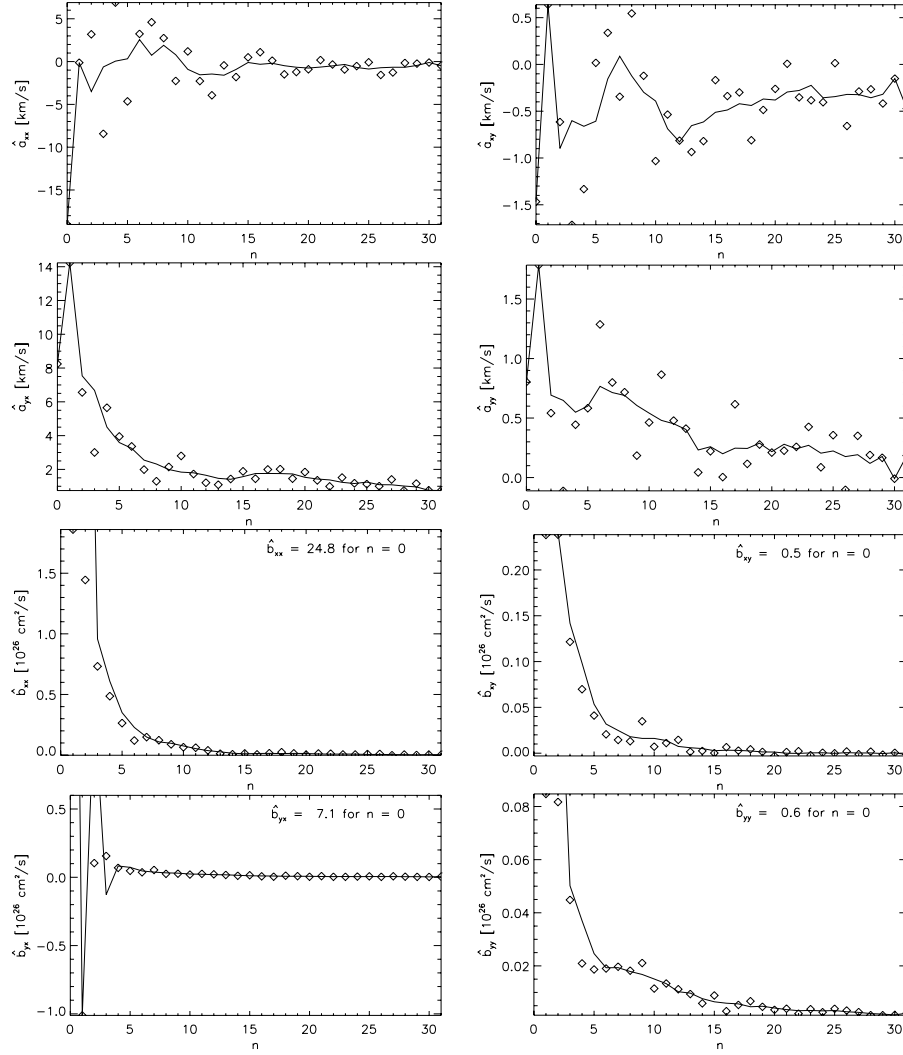 5
0
−5
−10
−15
â_xx [km/s]
0 5 10 15 20 25 30
n
0.5
0.0
−0.5
−1.0
−1.5
â_xy [km/s]
0 5 10 15 20 25 30
n
14
12
10
8
6
4
2
â_yx [km/s]
0 5 10 15 20 25 30
n
1.5
1.0
0.5
0.0
â_yy [km/s]
0 5 10 15 20 25 30
n
b̂_xx = 24.8 for n = 0
1.5
1.0
0.5
0.0
b̂_xx [10²⁶ cm²/s]
0 5 10 15 20 25 30
n
b̂_xy = 0.5 for n = 0
0.20
0.15
0.10
0.05
0.00
b̂_xy [10²⁶ cm²/s]
0 5 10 15 20 25 30
n
b̂_yx = 7.1 for n = 0
0.5
0.0
−0.5
−1.0
b̂_yx [10²⁶ cm²/s]
0 5 10 15 20 25 30
n
b̂_yy = 0.6 for n = 0
0.08
0.06
0.04
0.02
b̂_yy [10²⁶ cm²/s]
0 5 10 15 20 25 30
n